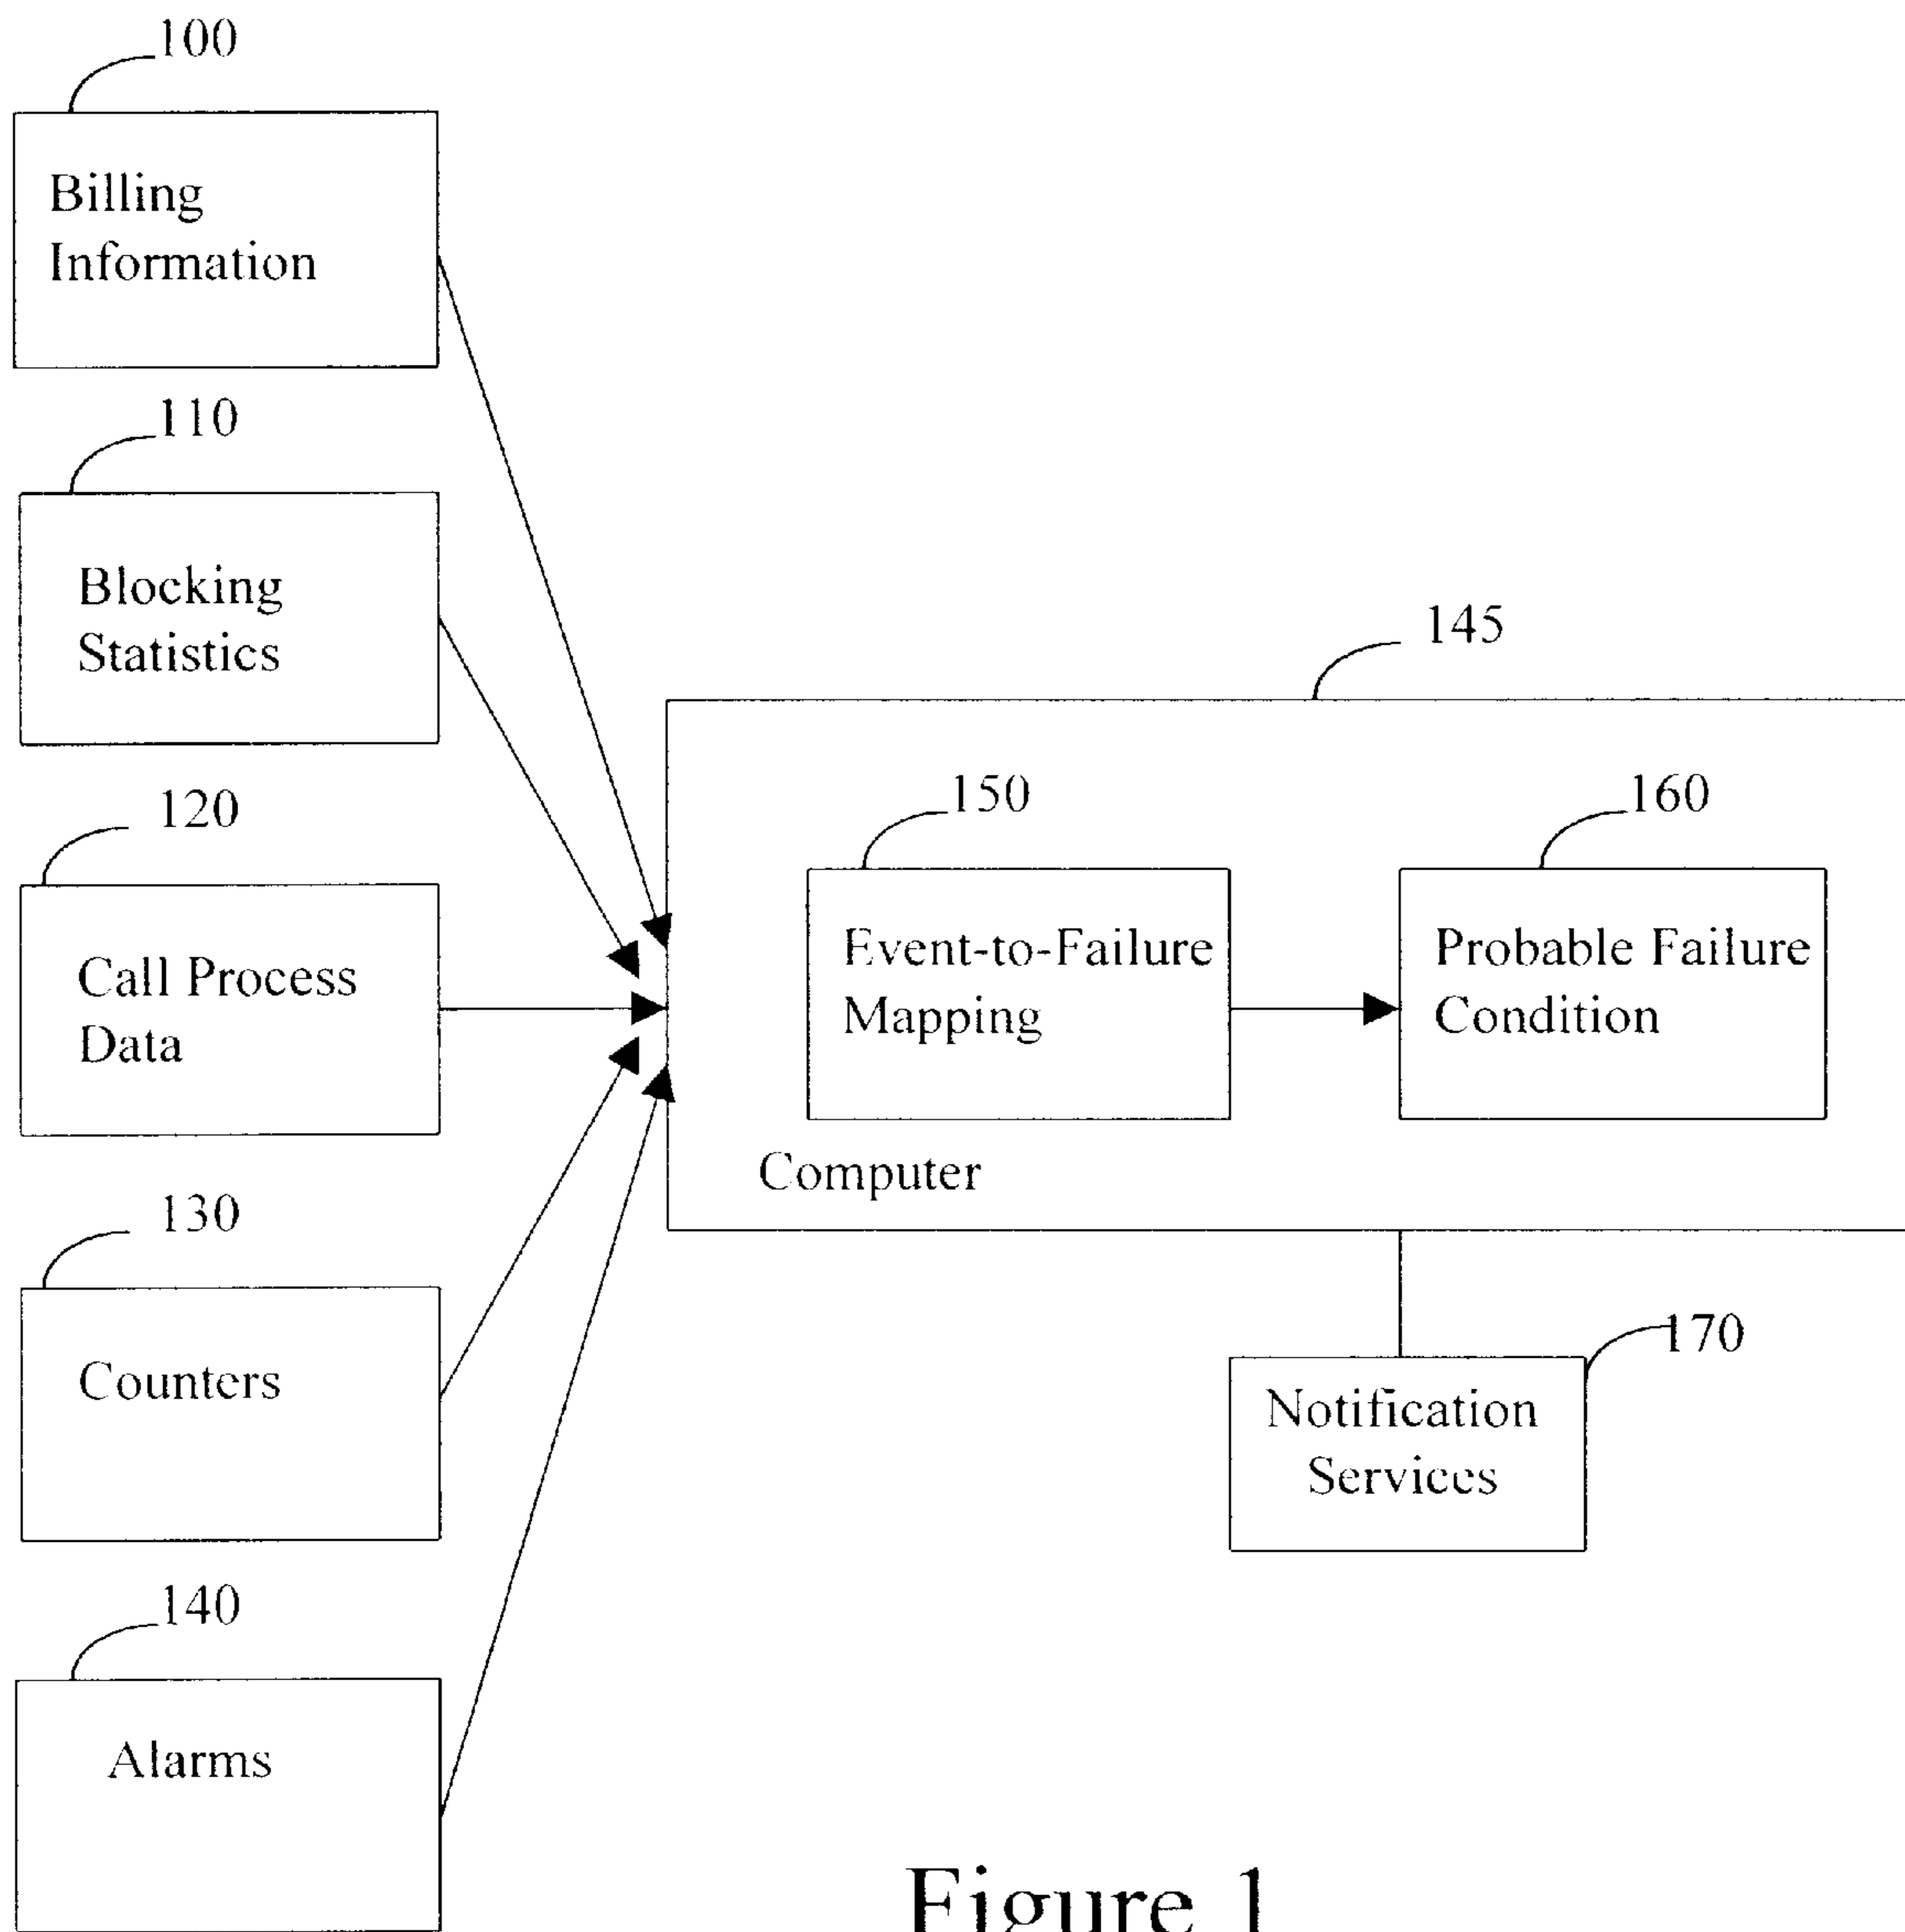 100
Billing
Information
110
Blocking
Statistics
120
Call Process
Data
130
Counters
140
Alarms
145
150
Event-to-Failure
Mapping
160
Probable Failure
Condition
Computer
170
Notification
Services
Figure 1